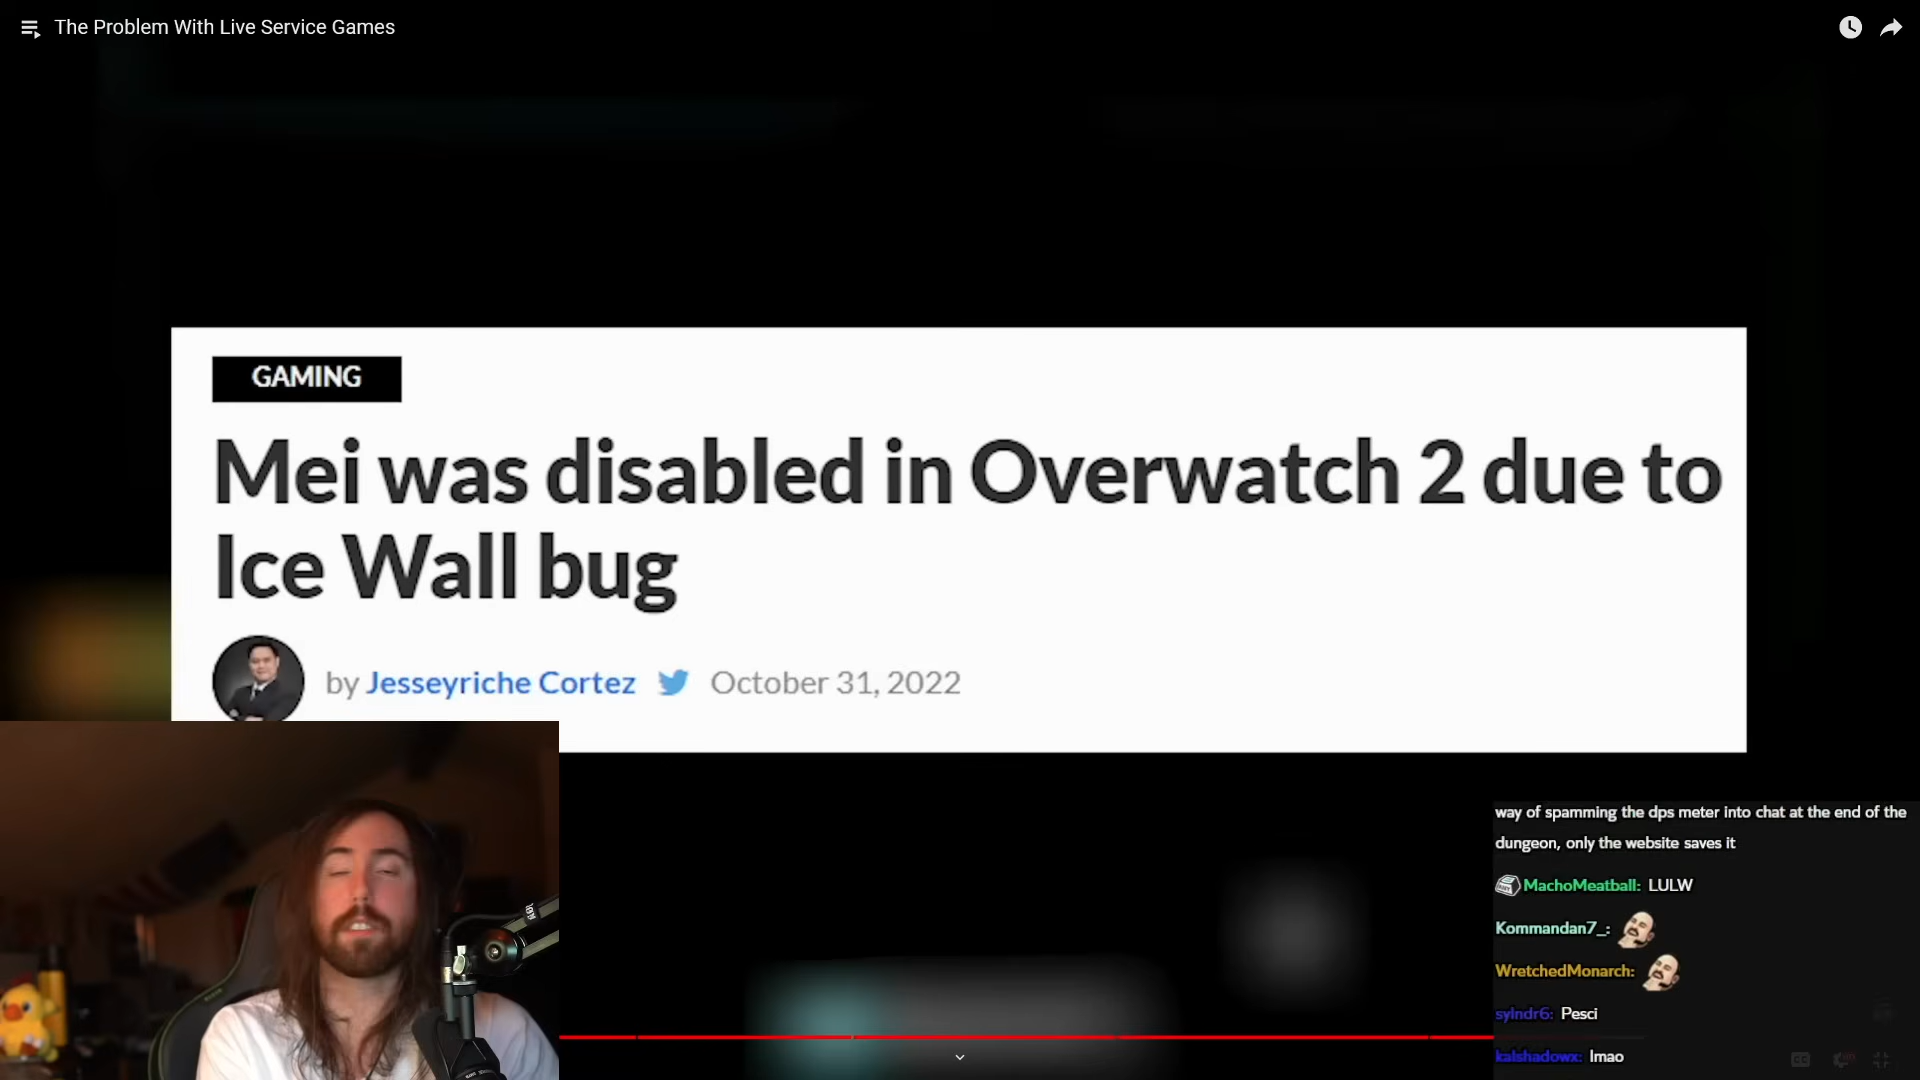 The Problem With Live Service Games
GAMING
Mei was disabled in Overwatch 2 due to
Ice Wall bug
by Jesseyriche Cortez October 31, 2022
way of spamming the dps meter into chat at the end of the
dungeon, only the website saves it
MachoMeatball: LULW
Kommandan7_:
WretchedMonarch:
sylndr6: Pesci
kalshadowx: lmao